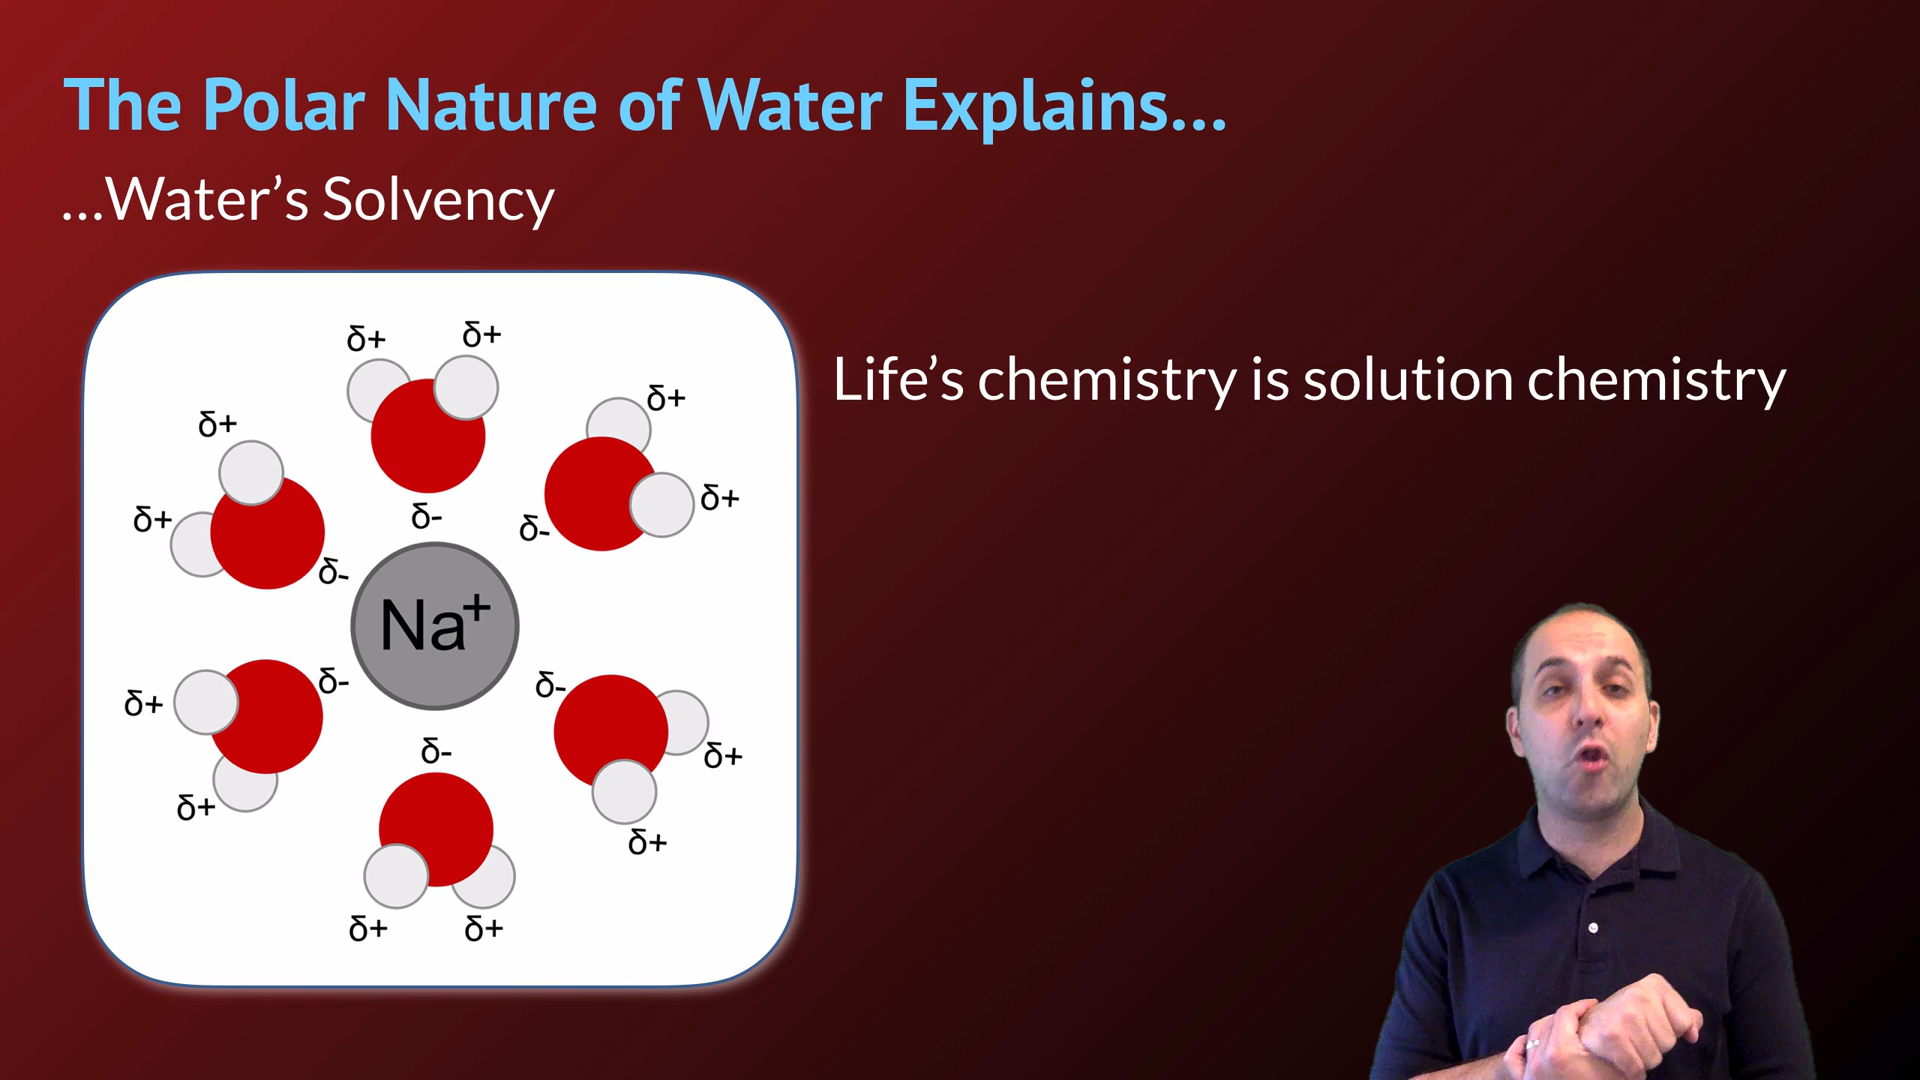 The Polar Nature of Water Explains...
...Water's Solvency
Life's chemistry is solution chemistry
δ+ δ+
δ+
δ+
δ+
δ+
δ-
δ-
δ-
Na+
δ-
δ-
δ+
δ-
δ+
δ+
δ+
δ+ δ+